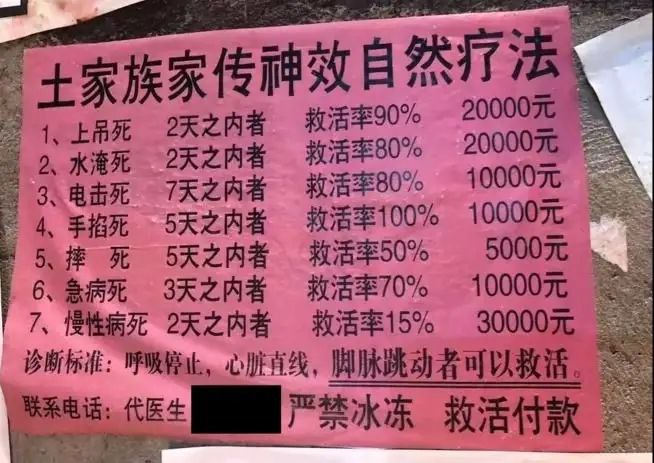 土家族家传神效自然疗法
1、上吊死 2天之内者 救活率90% 20000元
2、水淹死 2天之内者 救活率80% 20000元
3、电击死 7天之内者 救活率80% 10000元
4、手掐死 5天之内者 救活率100% 10000元
5、摔 死 5天之内者 救活率50% 5000元
6、急病死 3天之内者 救活率70% 10000元
7、慢性病死 2天之内者 救活率15% 30000元
诊断标准：呼吸停止，心脏直线，脚脉跳动者可以救活。
联系电话：代医生 严禁冰冻 救活付款